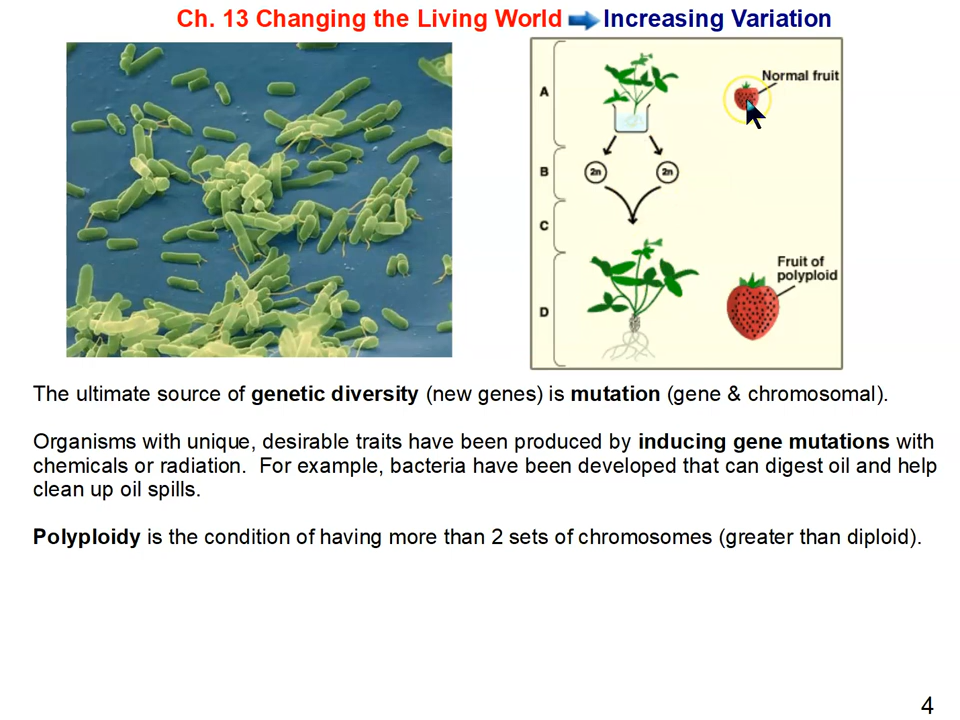 Ch. 13 Changing the Living World Increasing Variation
A
Normal fruit
B
2n 2n
C
Fruit of
polyploid
D
The ultimate source of genetic diversity (new genes) is mutation (gene & chromosomal).
Organisms with unique, desirable traits have been produced by inducing gene mutations with
chemicals or radiation. For example, bacteria have been developed that can digest oil and help
clean up oil spills.
Polyploidy is the condition of having more than 2 sets of chromosomes (greater than diploid).
4